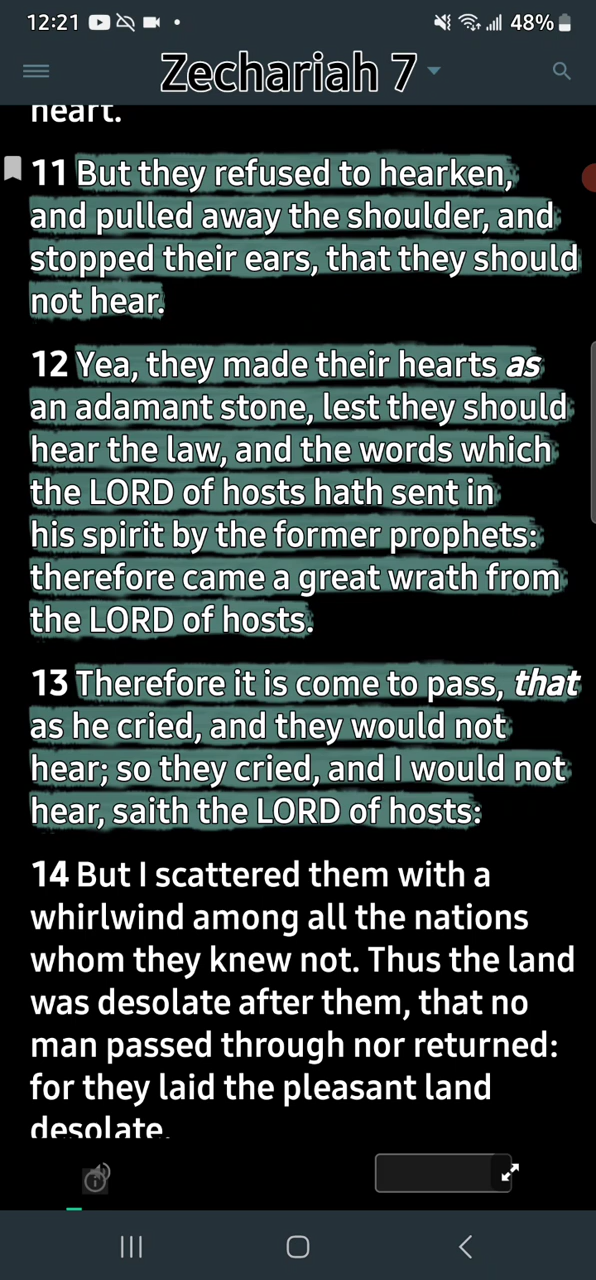 12:21
48%
Zechariah 7
heart.
11 But they refused to hearken,
and pulled away the shoulder, and
stopped their ears, that they should
not hear.
12 Yea, they made their hearts as
an adamant stone, lest they should
hear the law, and the words which
the LORD of hosts hath sent in
his spirit by the former prophets:
therefore came a great wrath from
the LORD of hosts.
13 Therefore it is come to pass, that
as he cried, and they would not
hear; so they cried, and I would not
hear, saith the LORD of hosts:
14 But I scattered them with a
whirlwind among all the nations
whom they knew not. Thus the land
was desolate after them, that no
man passed through nor returned:
for they laid the pleasant land
desolate.